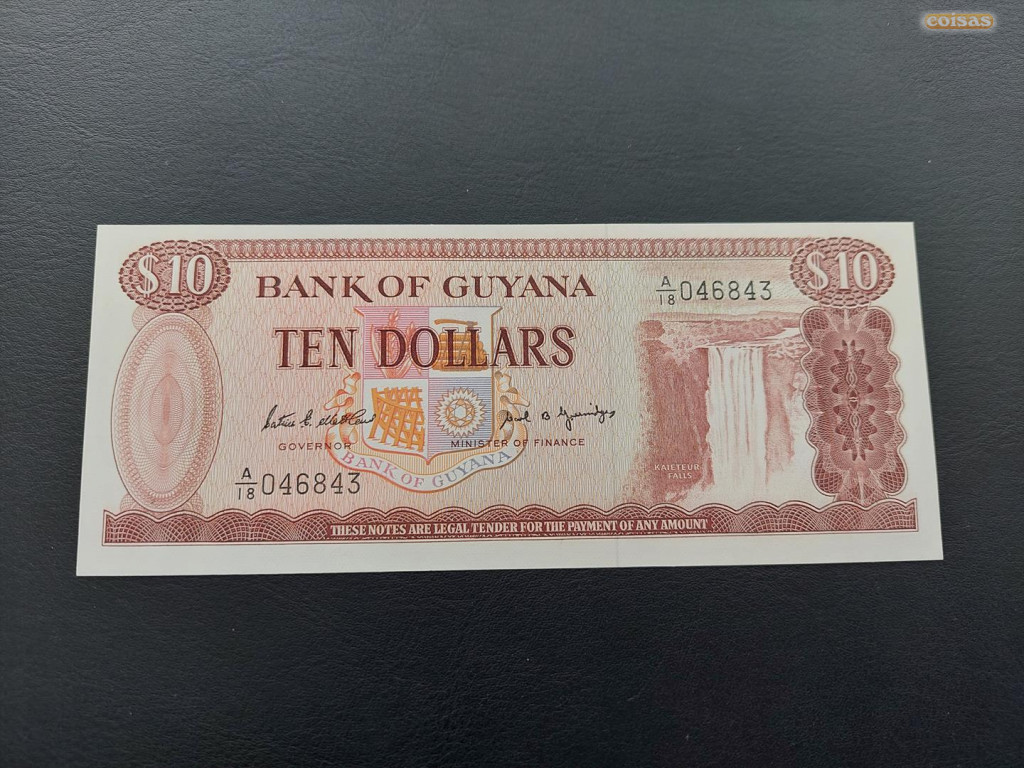 coisas
$10
$10
BANK OF GUYANA
A/18 046843
TEN DOLLARS
GOVERNOR
MINISTER OF FINANCE
BANK OF GUYANA
KAIETEUR
FALLS
A/18 046843
THESE NOTES ARE LEGAL TENDER FOR THE PAYMENT OF ANY AMOUNT